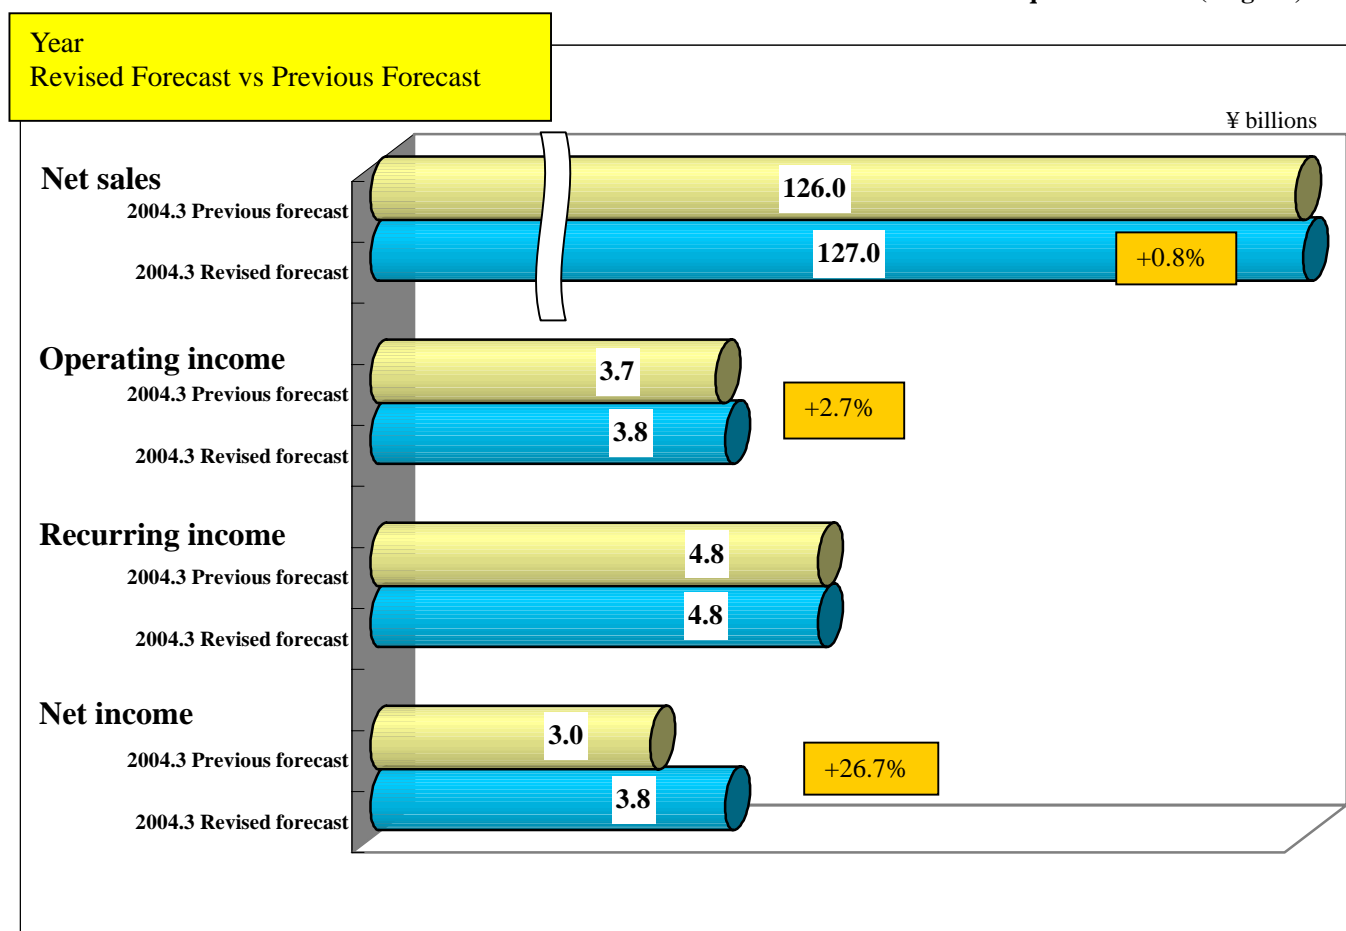 Year
Revised Forecast vs Previous Forecast
¥ billions
Net sales
2004.3 Previous forecast
126.0
2004.3 Revised forecast
127.0
+0.8%
Operating income
2004.3 Previous forecast
3.7
+2.7%
2004.3 Revised forecast
3.8
Recurring income
2004.3 Previous forecast
4.8
2004.3 Revised forecast
4.8
Net income
2004.3 Previous forecast
3.0
+26.7%
2004.3 Revised forecast
3.8